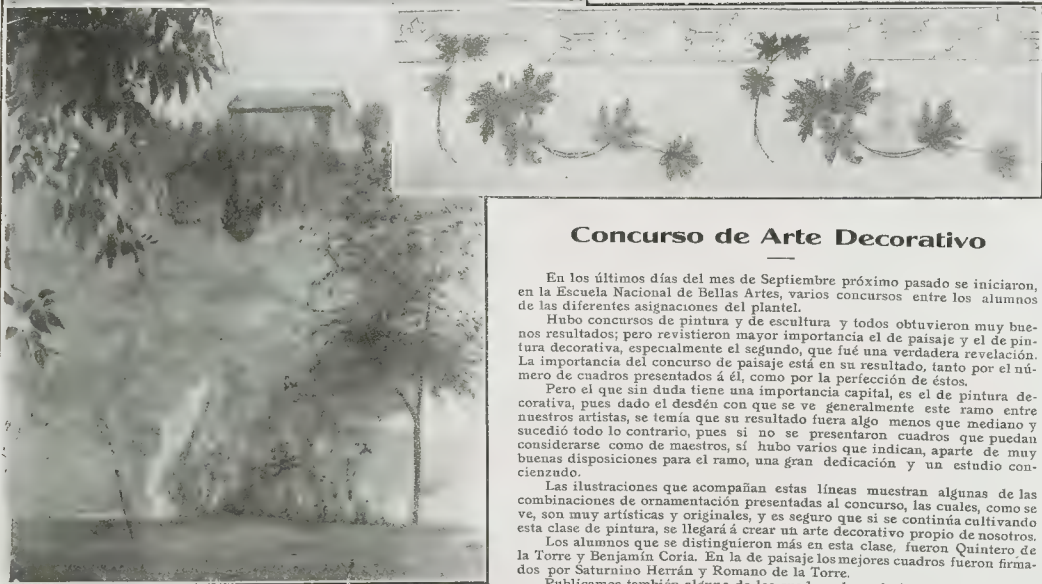 Concurso de Arte Decorativo
En los últimos días del mes de Septiembre próximo pasado se iniciaron,
en la Escuela Nacional de Bellas Artes, varios concursos entre los alumnos
de las diferentes asignaciones del plantel.
Hubo concursos de pintura y de escultura y todos obtuvieron muy bue-
nos resultados; pero revistieron mayor importancia el de paisaje y el de pin-
tura decorativa, especialmente el segundo, que fué una verdadera revelación.
La importancia del concurso de paisaje está en su resultado, tanto por el nú-
mero de cuadros presentados á él, como por la perfección de éstos.
Pero el que sin duda tiene una importancia capital, es el de pintura de-
corativa, pues dado el desdén con que se ve generalmente este ramo entre
nuestros artistas, se temía que su resultado fuera algo menos que mediano y
sucedió todo lo contrario, pues si no se presentaron cuadros que puedan
considerarse como de maestros, sí hubo varios que indican, aparte de muy
buenas disposiciones para el ramo, una gran dedicación y un estudio con-
cienzudo.
Las ilustraciones que acompañan estas líneas muestran algunas de las
combinaciones de ornamentación presentadas al concurso, las cuales, como se
ve, son muy artísticas y originales, y es seguro que si se continúa cultivando
esta clase de pintura, se llegará á crear un arte decorativo propio de nosotros.
Los alumnos que se distinguieron más en esta clase, fueron Quintero de
la Torre y Benjamín Coria. En la de paisaje los mejores cuadros fueron firma-
dos por Saturnino Herrán y Romano de la Torre.